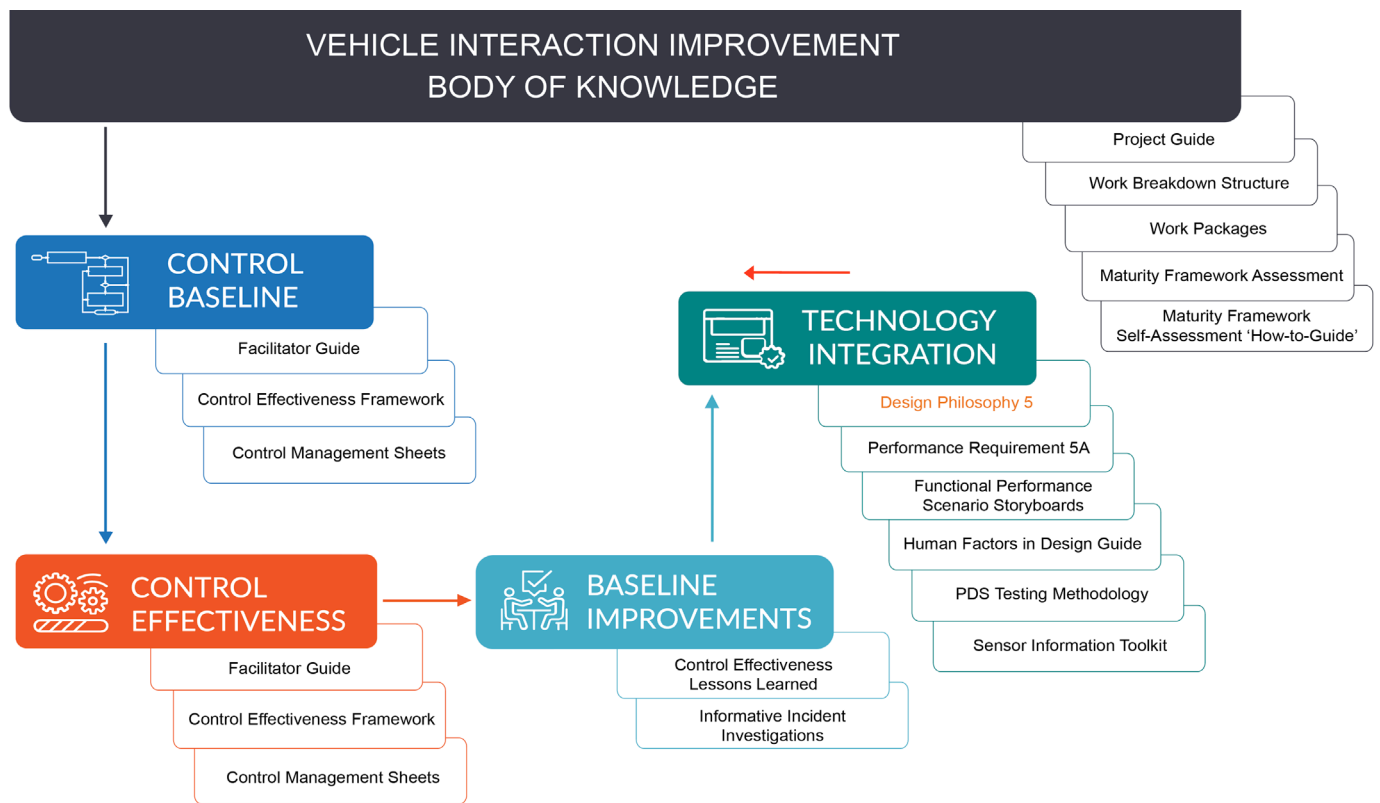 VEHICLE INTERACTION IMPROVEMENT
BODY OF KNOWLEDGE
Project Guide
Work Breakdown Structure
Work Packages
Maturity Framework Assessment
Maturity Framework
Self-Assessment ‘How-to-Guide’
CONTROL
BASELINE
Facilitator Guide
Control Effectiveness Framework
Control Management Sheets
CONTROL
EFFECTIVENESS
Facilitator Guide
Control Effectiveness Framework
Control Management Sheets
BASELINE
IMPROVEMENTS
Control Effectiveness
Lessons Learned
Informative Incident
Investigations
TECHNOLOGY
INTEGRATION
Design Philosophy 5
Performance Requirement 5A
Functional Performance
Scenario Storyboards
Human Factors in Design Guide
PDS Testing Methodology
Sensor Information Toolkit